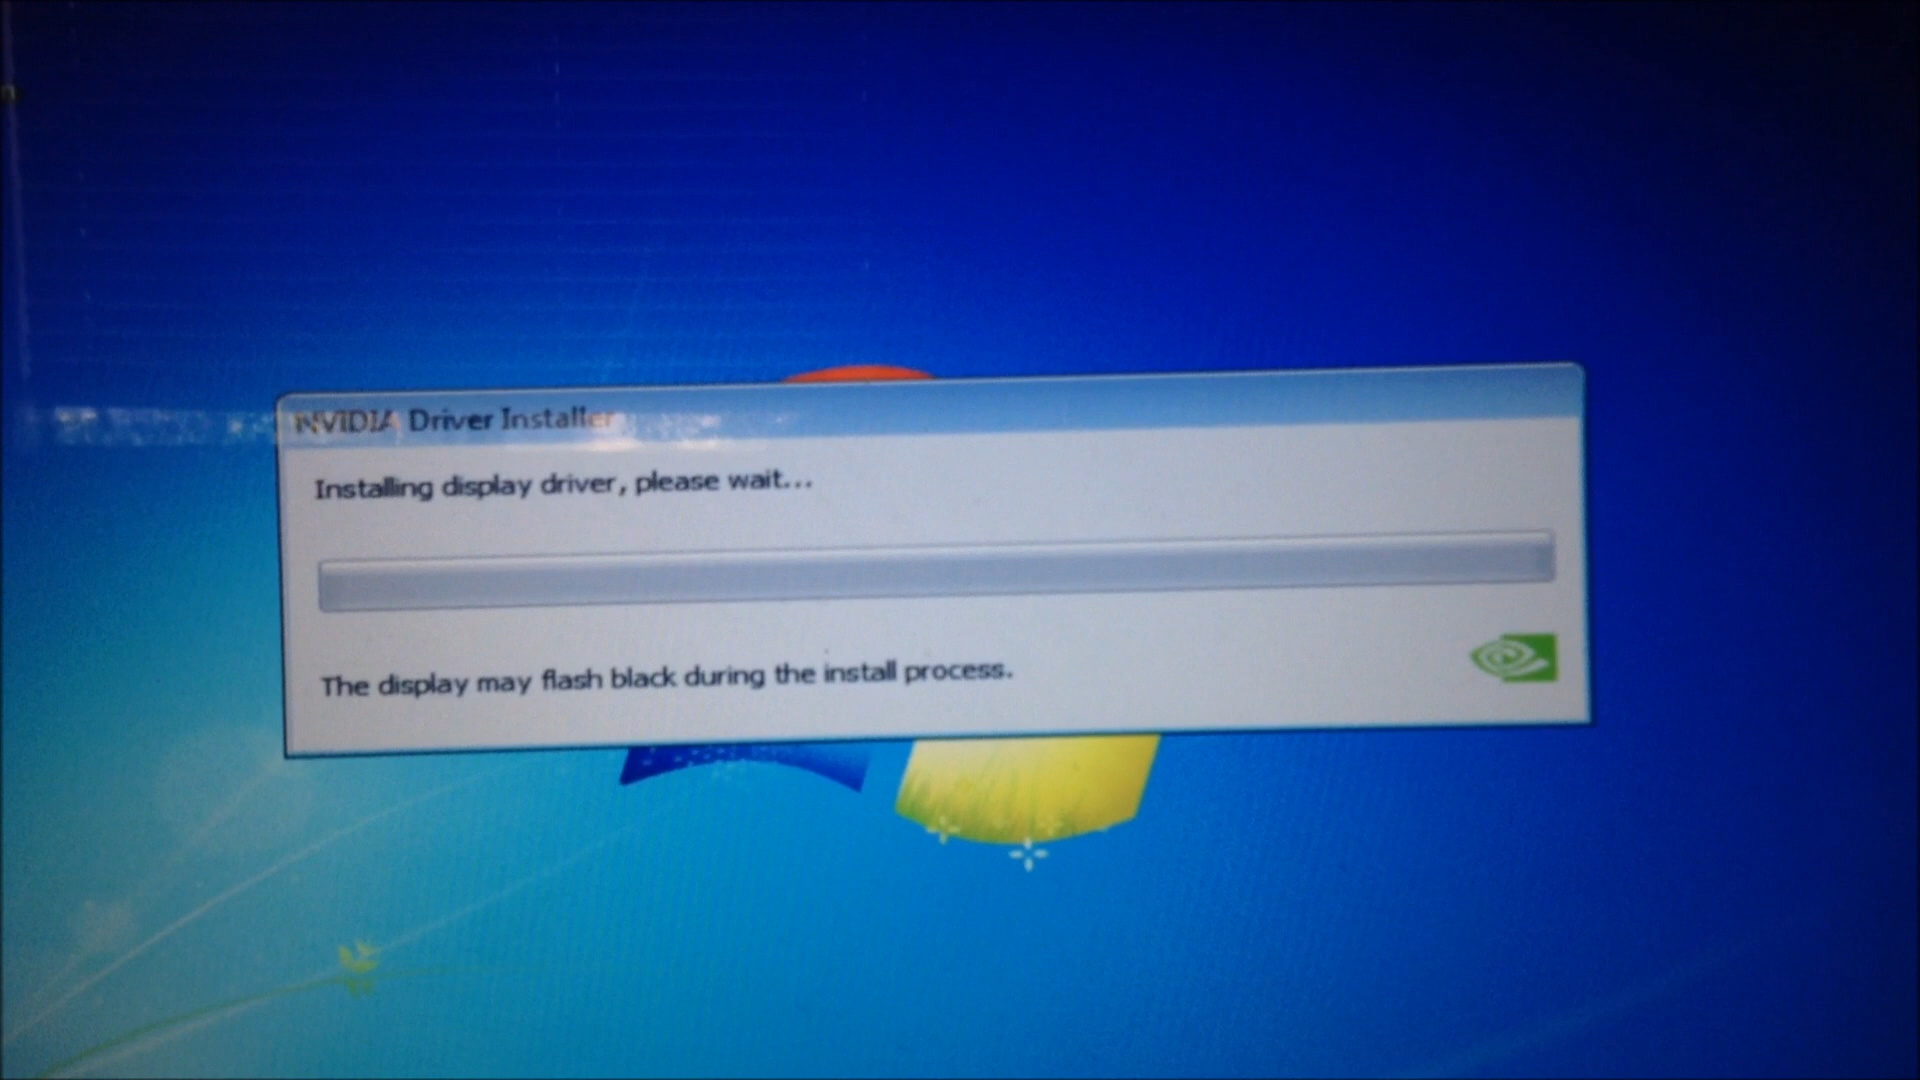 NVIDIA Driver Installer
Installing display driver, please wait...
The display may flash black during the install process.